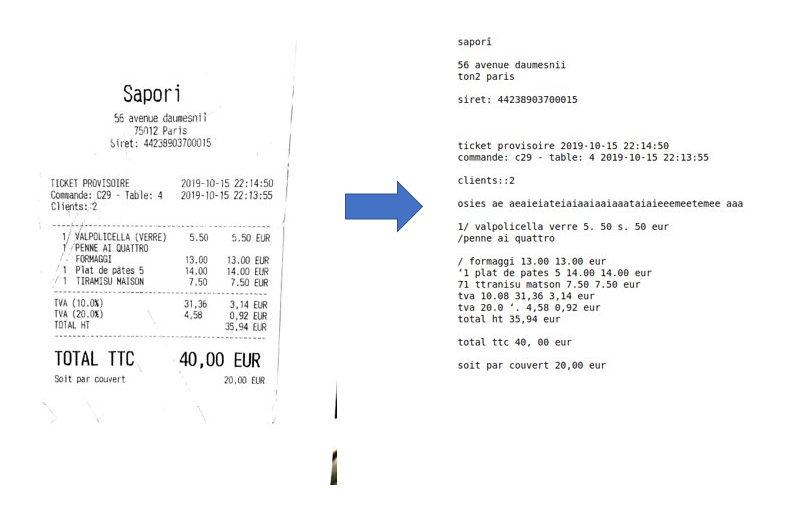 Sapori
56 avenue daumesnil
75012 Paris
Siret: 44238903700015
TICKET PROVISOIRE 2019-10-15 22:14:50
Commande: C29 - Table: 4 2019-10-15 22:13:55
Clients::2
1 VALPOLICELLA (VERRE) 5.50 5.50 EUR
1 PENNE AI QUATTRO
FORMAGGI 13.00 13.00 EUR
1 Plat de pâtes 5 14.00 14.00 EUR
1 TIRAMISU MAISON 7.50 7.50 EUR
TVA (10.0%) 31,36 3,14 EUR
TVA (20.0%) 4,58 0,92 EUR
TOTAL HT 35,94 EUR
TOTAL TTC 40,00 EUR
Soit par couvert 20,00 EUR
saporî
56 avenue daumesnii
ton2 paris
siret: 44238903700015
ticket provisoire 2019-10-15 22:14:50
commande: c29 - table: 4 2019-10-15 22:13:55
clients::2
osies ae aeaieiateiaiaaiaaiaaataiaieeemeetemee aaa
1/ valpolicella verre 5. 50 s. 50 eur
/penne ai quattro
/ formaggi 13.00 13.00 eur
‘1 plat de pates 5 14.00 14.00 eur
71 ttranisu matson 7.50 7.50 eur
tva 10.08 31,36 3,14 eur
tva 20.0 ‘. 4,58 0,92 eur
total ht 35,94 eur
total ttc 40, 00 eur
soit par couvert 20,00 eur